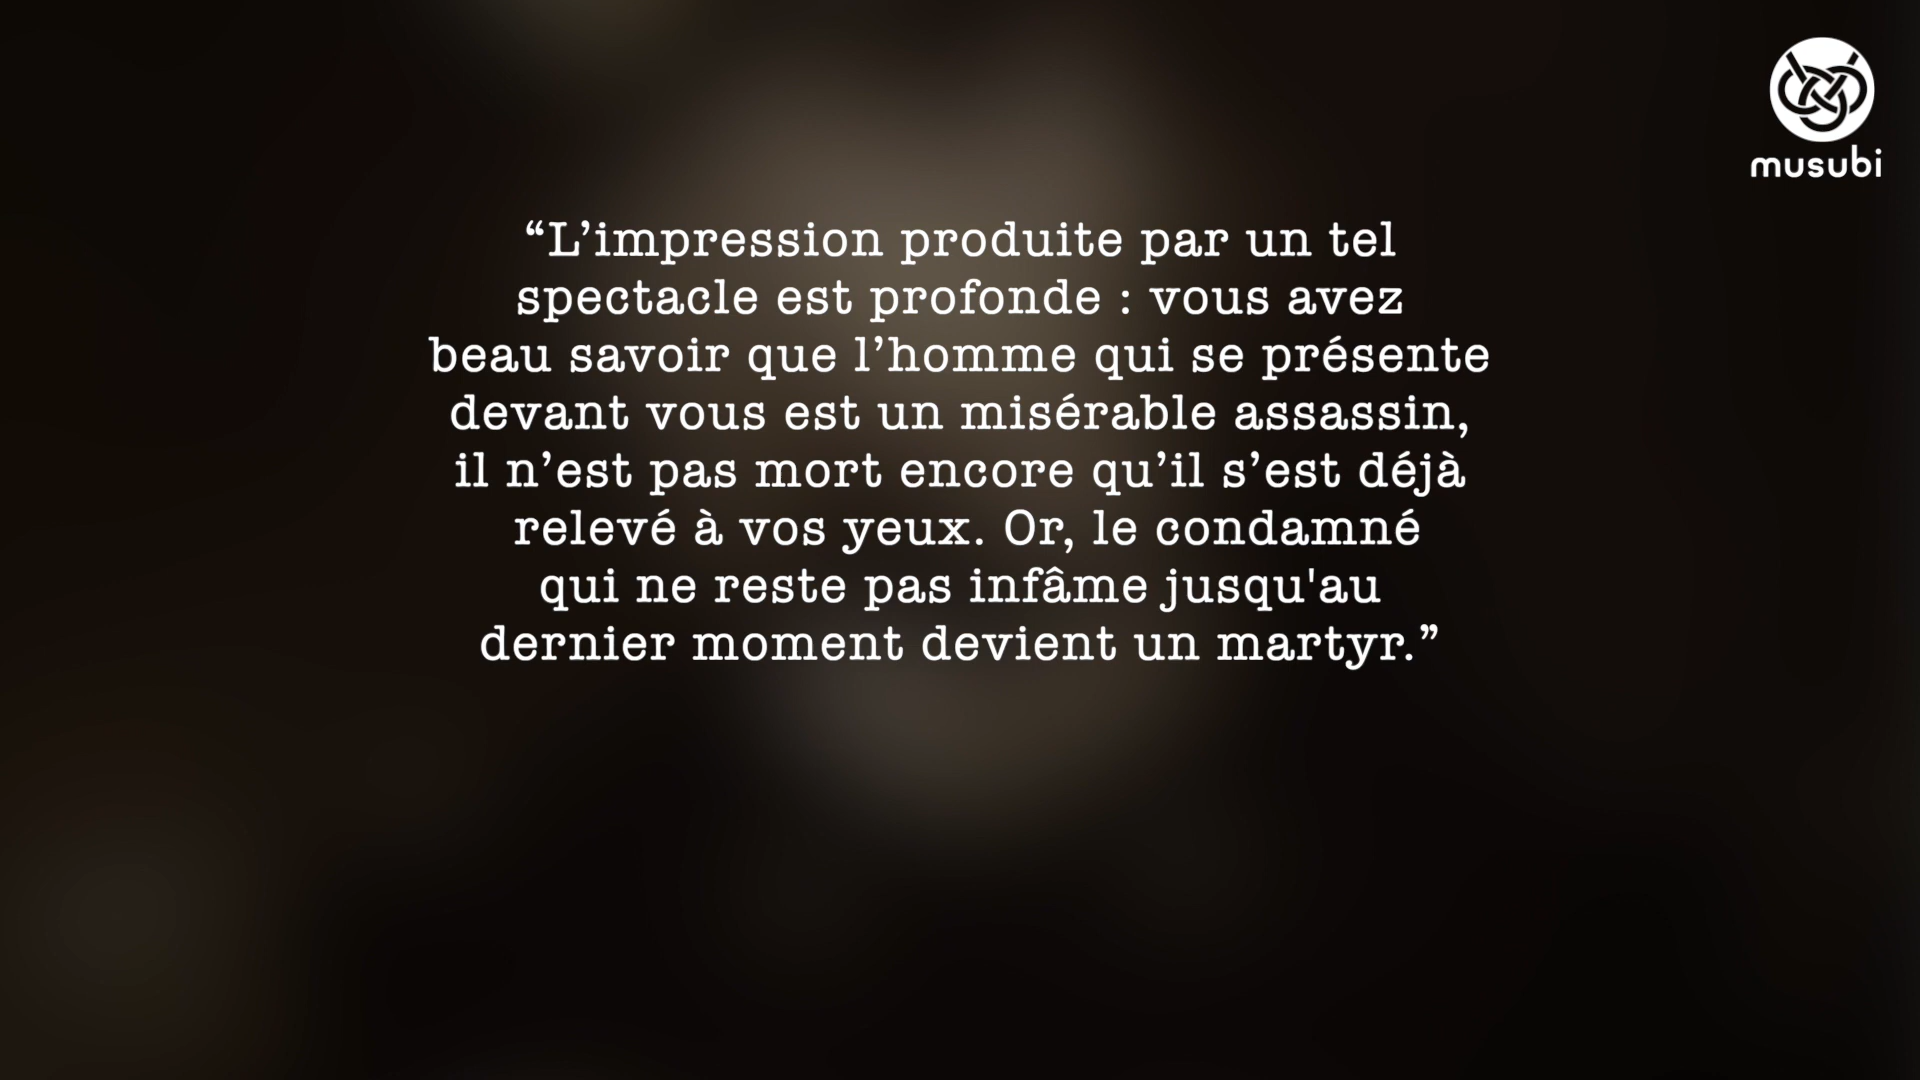 musubi
“L’impression produite par un tel
spectacle est profonde : vous avez
beau savoir que l’homme qui se présente
devant vous est un misérable assassin,
il n’est pas mort encore qu’il s’est déjà
relevé à vos yeux. Or, le condamné
qui ne reste pas infâme jusqu'au
dernier moment devient un martyr.”